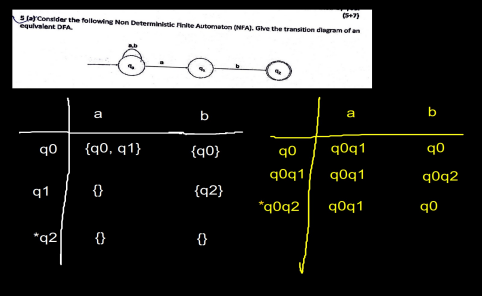 (5+7)
5 (a) Consider the following Non Deterministic Finite Automaton (NFA). Give the transition diagram of an
equivalent DFA.
a,b
q₀ a q₁ b q₂
a b
q0 {q0, q1} {q0}
q1 {} {q2}
*q2 {} {}
a b
q0 q0q1 q0
q0q1 q0q1 q0q2
*q0q2 q0q1 q0